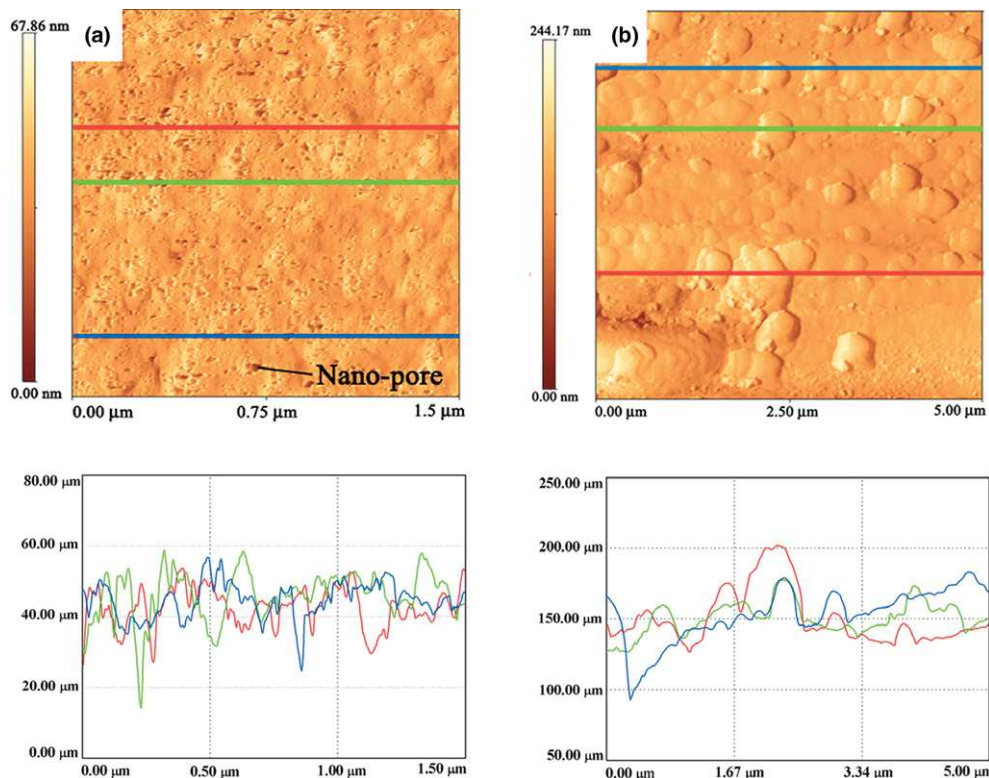 67.86 nm
(a)
0.00 nm
Nano-pore
0.00 µm 0.75 µm 1.5 µm
244.17 nm
(b)
0.00 nm
0.00 µm 2.50 µm 5.00 µm
80.00 µm
60.00 µm
40.00 µm
20.00 µm
0.00 µm
0.00 µm 0.50 µm 1.00 µm 1.50 µm
250.00 µm
200.00 µm
150.00 µm
100.00 µm
50.00 µm
0.00 µm 1.67 µm 3.34 µm 5.00 µm